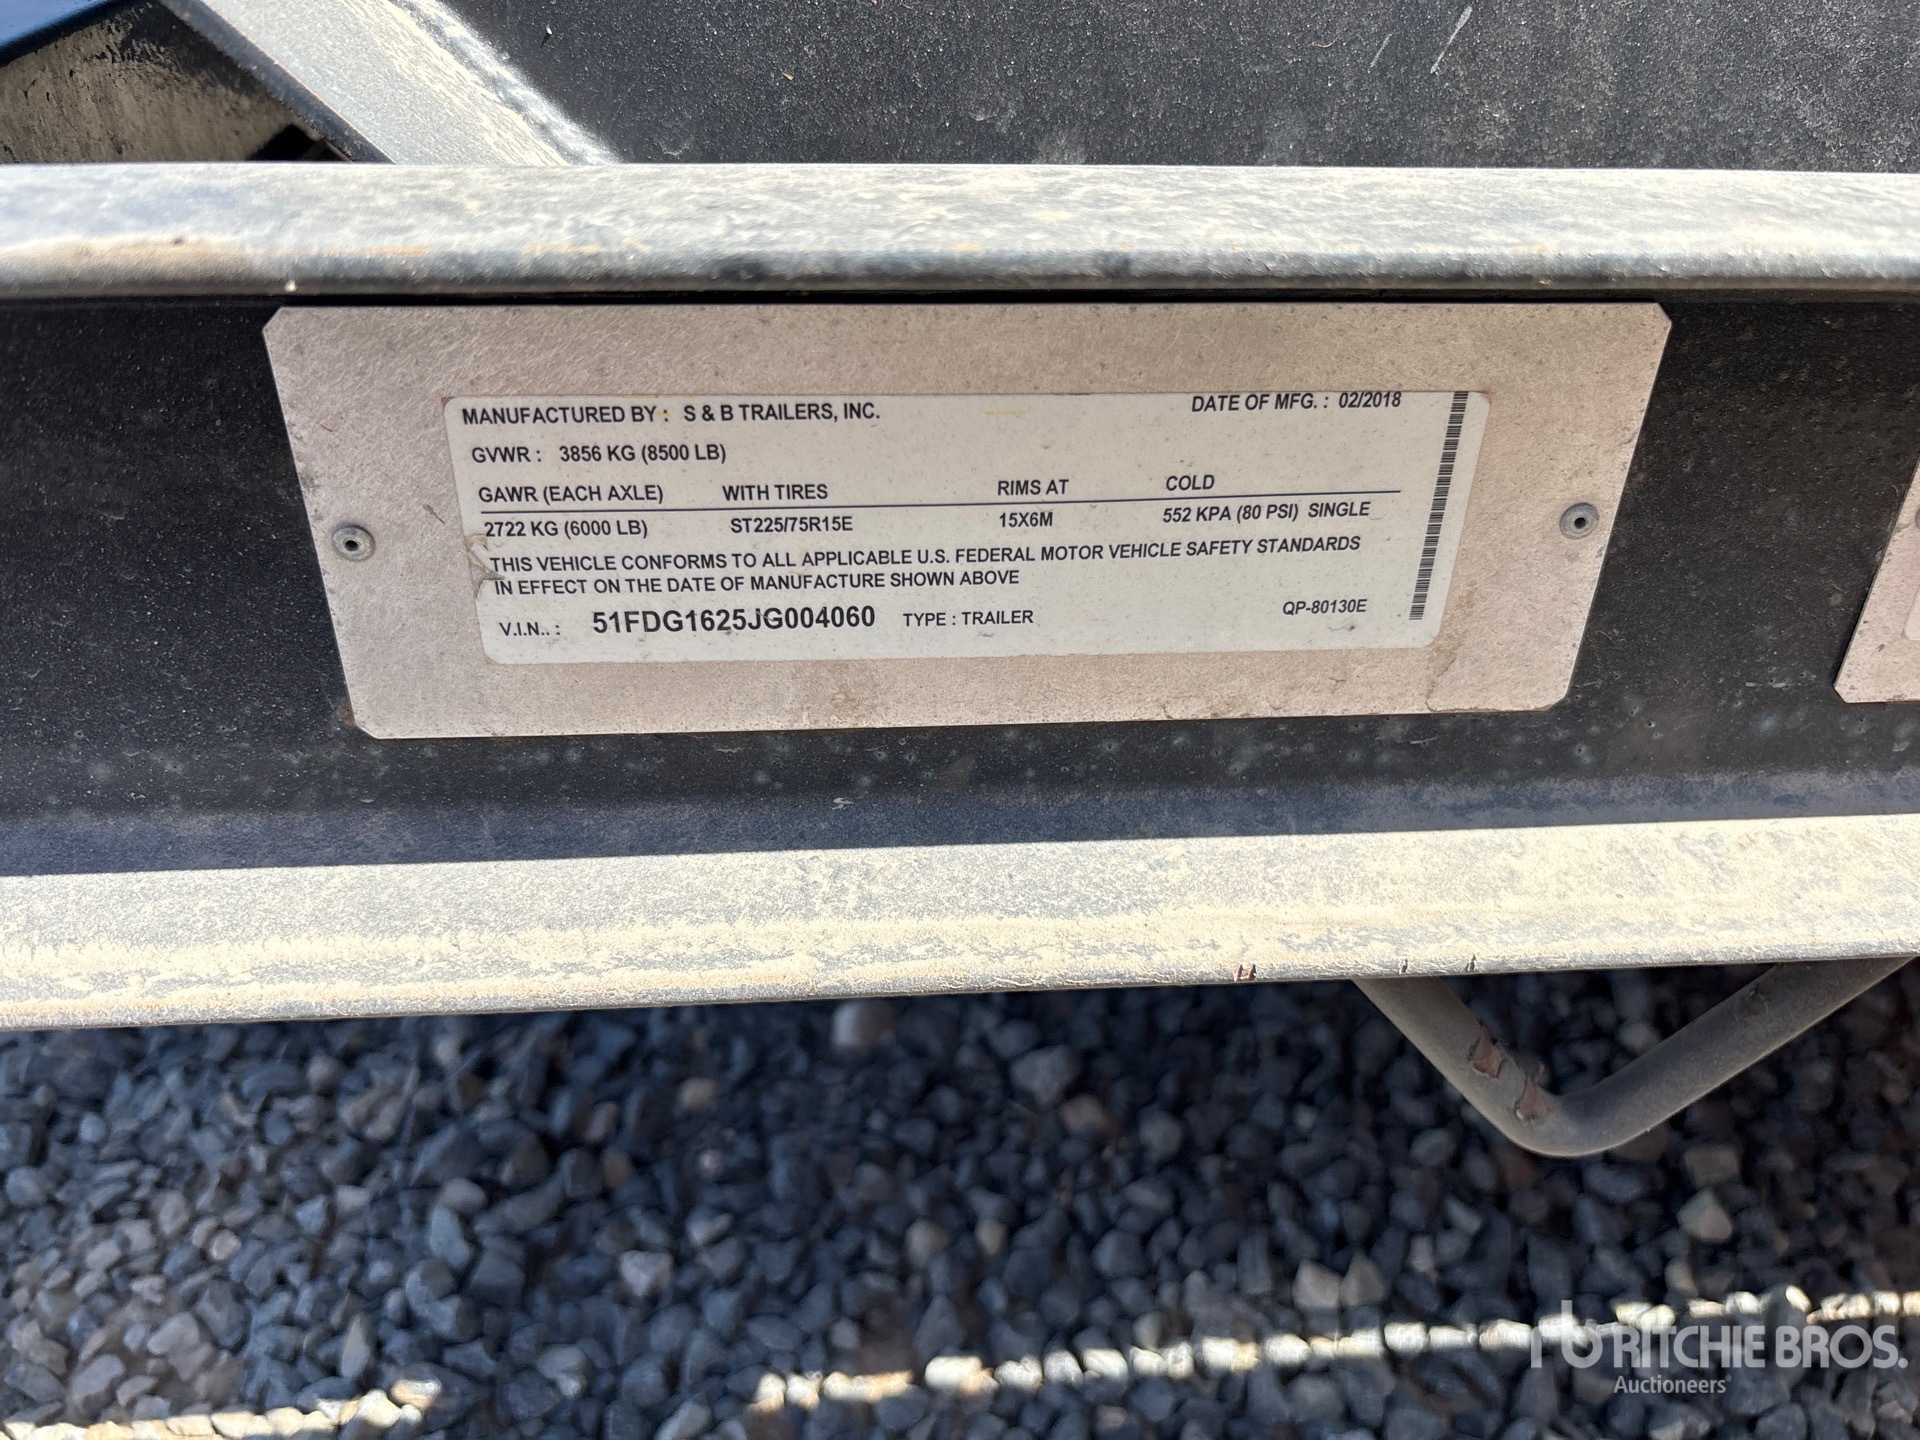 MANUFACTURED BY : S & B TRAILERS, INC. DATE OF MFG. : 02/2018
GVWR : 3856 KG (8500 LB)
GAWR (EACH AXLE) WITH TIRES RIMS AT COLD
2722 KG (6000 LB) ST225/75R15E 15X6M 552 KPA (80 PSI) SINGLE
THIS VEHICLE CONFORMS TO ALL APPLICABLE U.S. FEDERAL MOTOR VEHICLE SAFETY STANDARDS
IN EFFECT ON THE DATE OF MANUFACTURE SHOWN ABOVE
V.I.N.. : 51FDG1625JG004060 TYPE : TRAILER QP-80130E
RITCHIE BROS.
Auctioneers